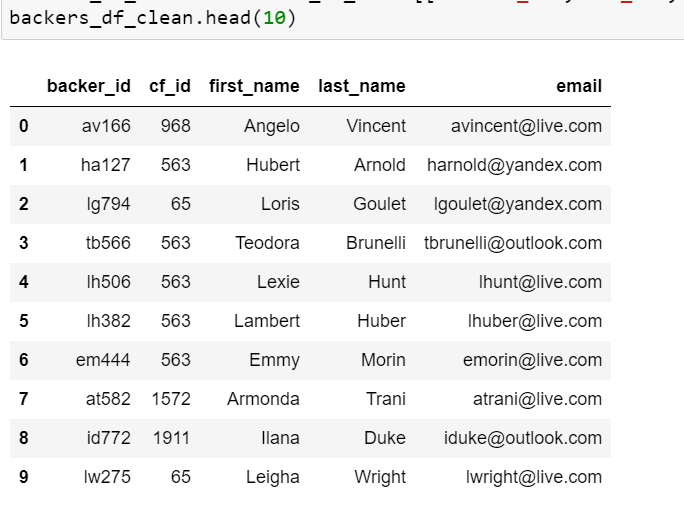 backers_df_clean.head(10)
backer_id cf_id first_name last_name email
0 av166 968 Angelo Vincent avincent@live.com
1 ha127 563 Hubert Arnold harnold@yandex.com
2 lg794 65 Loris Goulet lgoulet@yandex.com
3 tb566 563 Teodora Brunelli tbrunelli@outlook.com
4 lh506 563 Lexie Hunt lhunt@live.com
5 lh382 563 Lambert Huber lhuber@live.com
6 em444 563 Emmy Morin emorin@live.com
7 at582 1572 Armonda Trani atrani@live.com
8 id772 1911 Ilana Duke iduke@outlook.com
9 lw275 65 Leigha Wright lwright@live.com